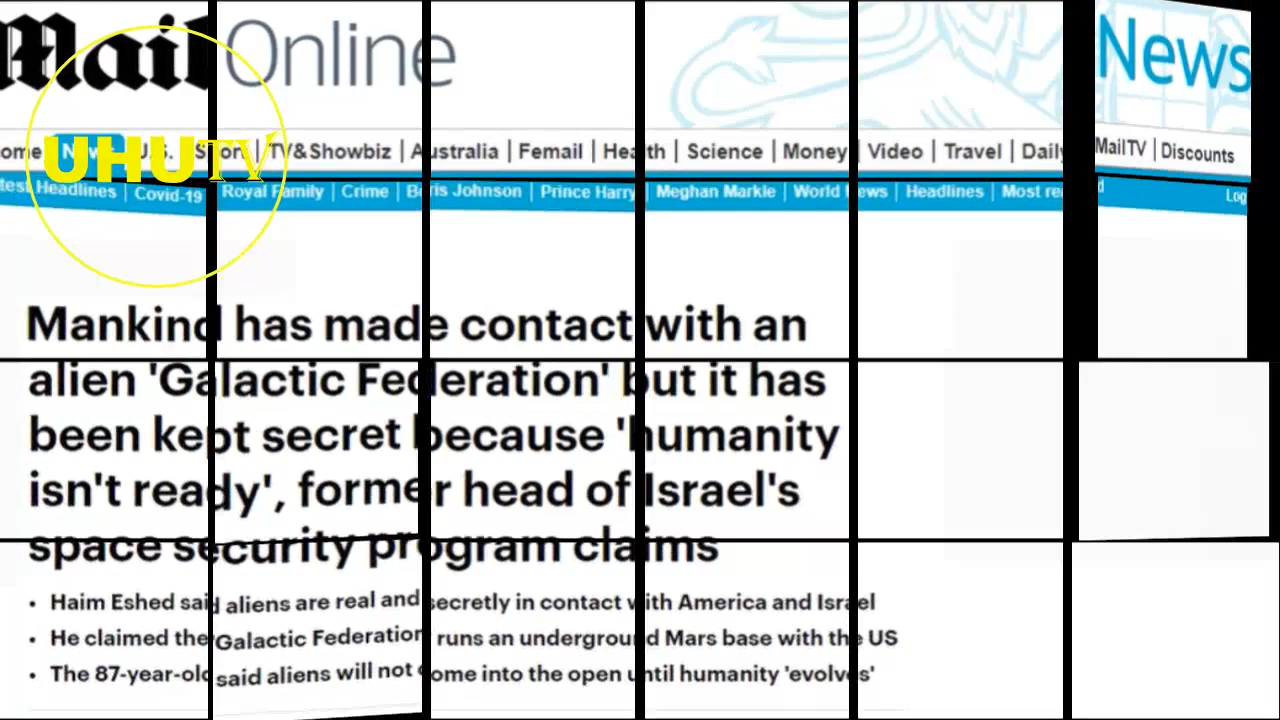 Mail Online
News
UHUTV
ome News U.S. Sport TV&Showbiz Australia Femail Health Science Money Video Travel Daily MailTV Discounts
test Headlines Covid-19 Royal Family Crime Boris Johnson Prince Harry Meghan Markle World News Headlines Most read Log
Mankind has made contact with an
alien 'Galactic Federation' but it has
been kept secret because 'humanity
isn't ready', former head of Israel's
space security program claims
• Haim Eshed said aliens are real and secretly in contact with America and Israel
• He claimed the 'Galactic Federation' runs an underground Mars base with the US
• The 87-year-old said aliens will not come into the open until humanity 'evolves'